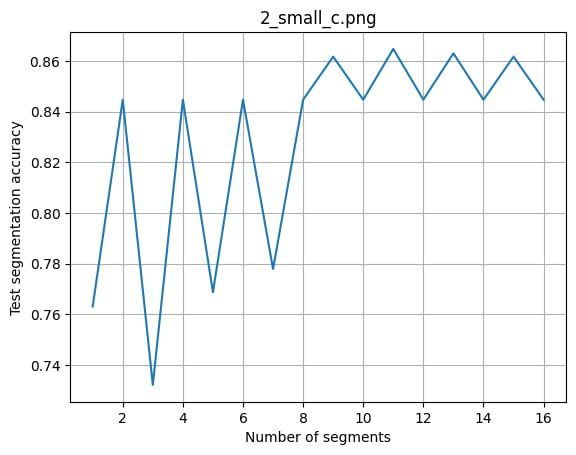 2_small_c.png
Test segmentation accuracy
0.86
0.84
0.82
0.80
0.78
0.76
0.74
2 4 6 8 10 12 14 16
Number of segments